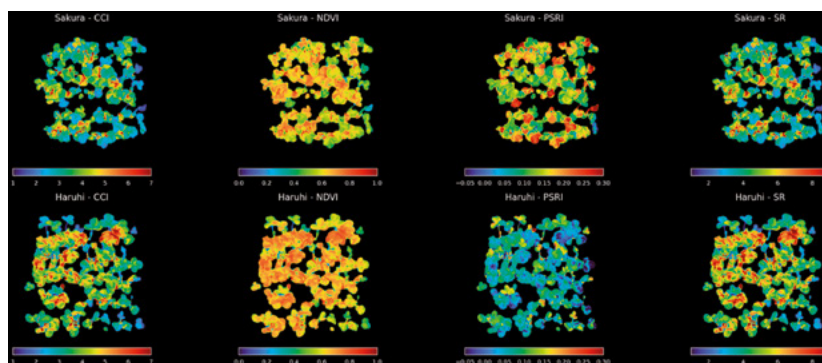 Sakura - CCI Sakura - NDVI Sakura - PSRI Sakura - SR
1 2 3 4 5 6 7 0.0 0.2 0.4 0.6 0.8 1.0 −0.05 0.00 0.05 0.10 0.15 0.20 0.25 0.30 2 4 6 8
Haruhi - CCI Haruhi - NDVI Haruhi - PSRI Haruhi - SR